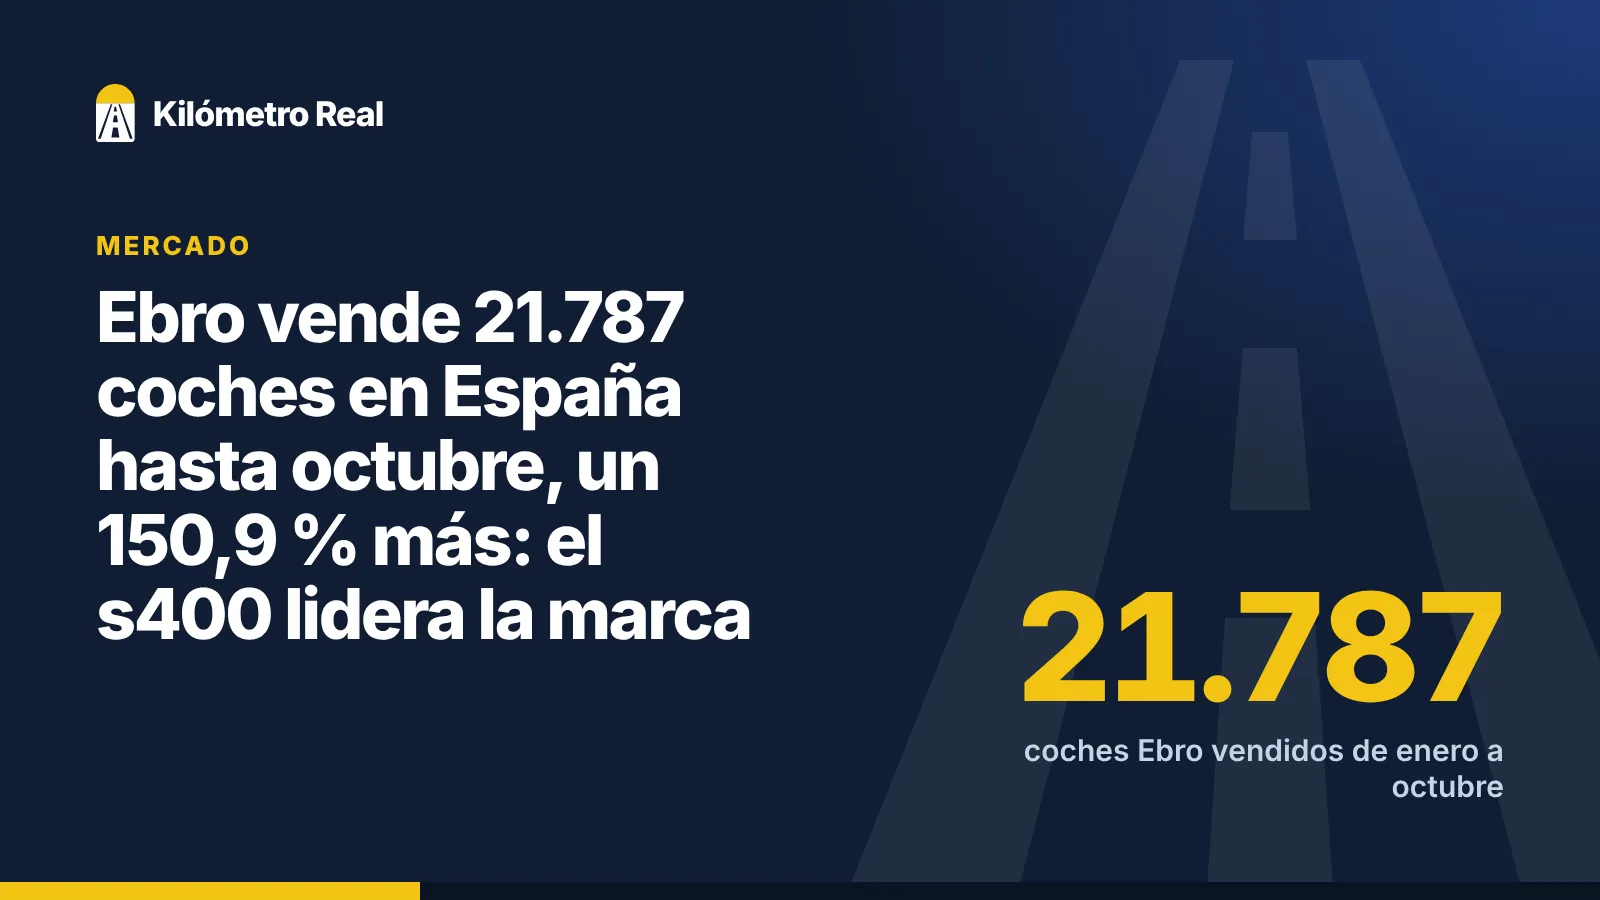 Kilómetro Real
MERCADO
Ebro vende 21.787
coches en España
hasta octubre, un
150,9 % más: el
s400 lidera la marca
21.787
coches Ebro vendidos de enero a
octubre